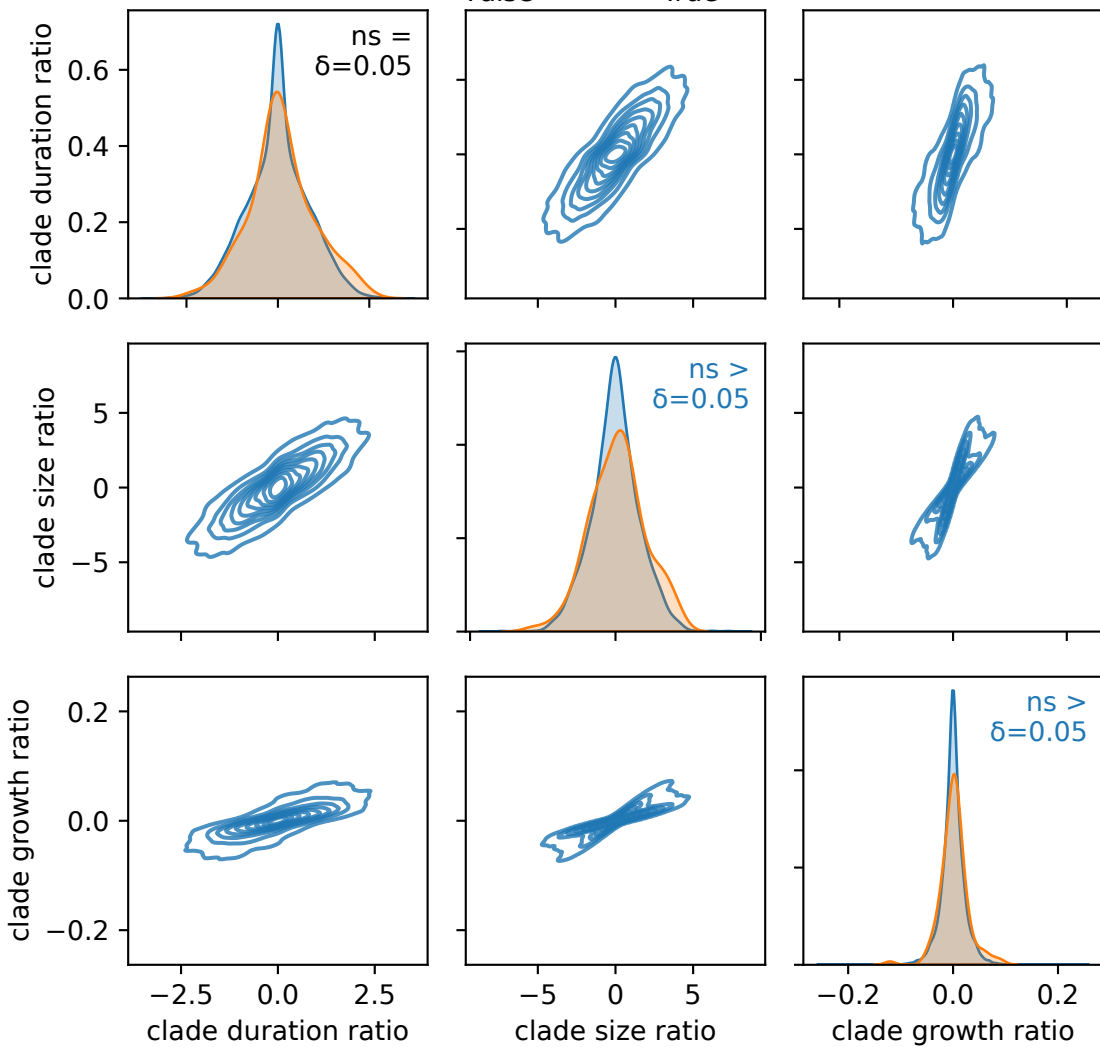 clade duration ratio
0.6
0.4
0.2
0.0
ns =
δ=0.05
clade size ratio
5
0
−5
ns >
δ=0.05
clade growth ratio
0.2
0.0
−0.2
ns >
δ=0.05
−2.5 0.0 2.5
−5 0 5
−0.2 0.0 0.2
clade duration ratio
clade size ratio
clade growth ratio